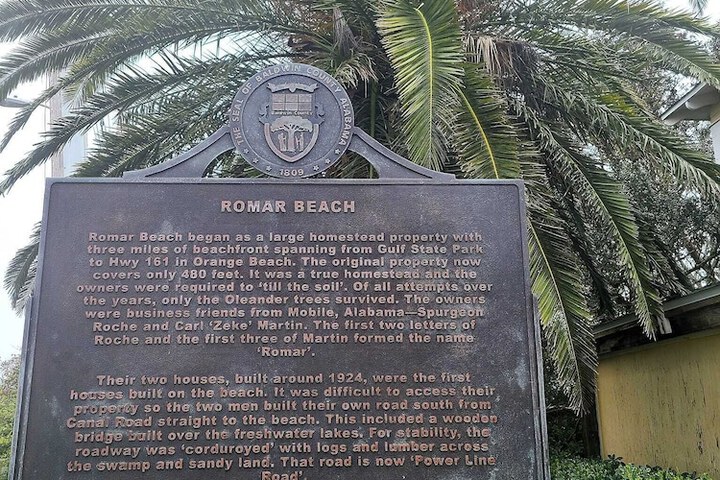 THE SEAL OF BALDWIN COUNTY ALABAMA
Baldwin County
1809
ROMAR BEACH
Romar Beach began as a large homestead property with
three miles of beachfront spanning from Gulf State Park
to Hwy 161 in Orange Beach. The original property now
covers only 480 feet. It was a true homestead and the
owners were required to ‘till the soil’. Of all attempts over
the years, only the Oleander trees survived. The owners
were business friends from Mobile, Alabama—Spurgeon
Roche and Carl ‘Zeke’ Martin. The first two letters of
Roche and the first three of Martin formed the name
‘Romar’.
Their two houses, built around 1924, were the first
houses built on the beach. It was difficult to access their
property so the two men built their own road south from
Canal Road straight to the beach. This included a wooden
bridge built over the freshwater lakes. For stability, the
roadway was ‘corduroyed’ with logs and lumber across
the swamp and sandy land. That road is now ‘Power Line
Road’.